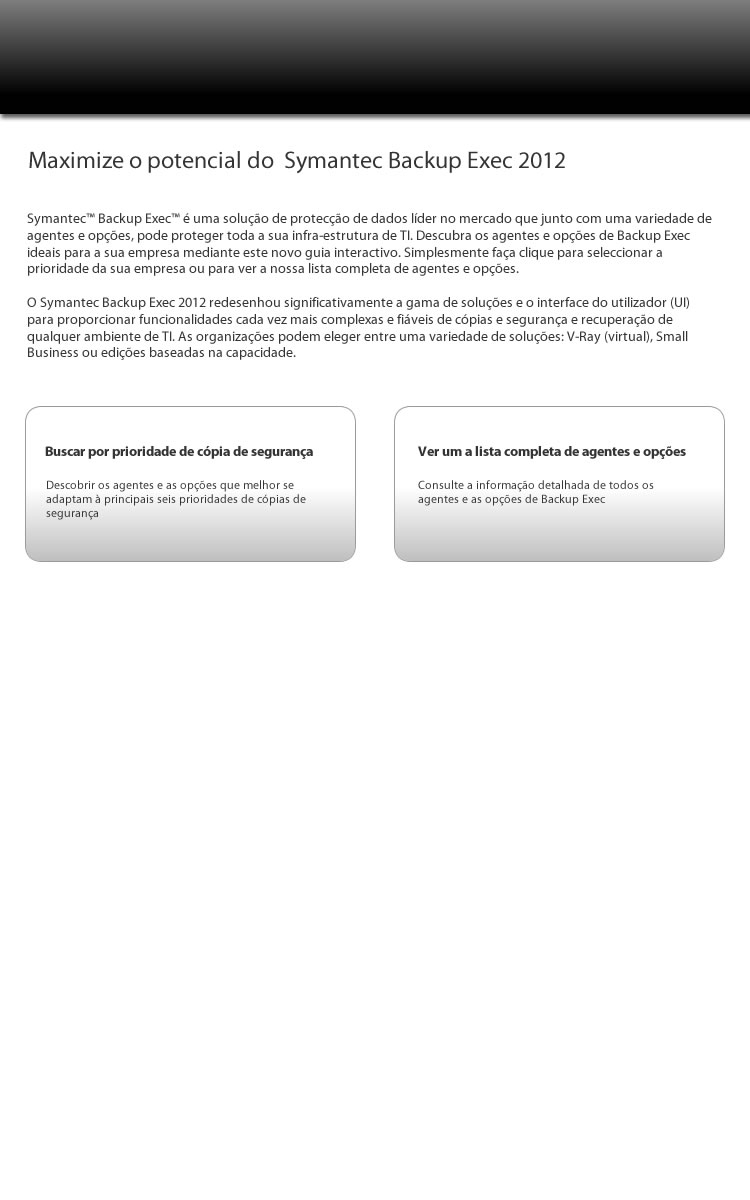 Maximize o potencial do  Symantec Backup Exec 2012
Symantec™ Backup Exec™ é uma solução de protecção de dados líder no mercado que junto com uma variedade de
agentes e opções, pode proteger toda a sua infra-estrutura de TI. Descubra os agentes e opções de Backup Exec
ideais para a sua empresa mediante este novo guia interactivo. Simplesmente faça clique para seleccionar a
prioridade da sua empresa ou para ver a nossa lista completa de agentes e opções.
O Symantec Backup Exec 2012 redesenhou significativamente a gama de soluções e o interface do utilizador (UI)
para proporcionar funcionalidades cada vez mais complexas e fiáveis de cópias e segurança e recuperação de
qualquer ambiente de TI. As organizações podem eleger entre uma variedade de soluções: V-Ray (virtual), Small
Business ou edições baseadas na capacidade.
Buscar por prioridade de cópia de segurança
Descobrir os agentes e as opções que melhor se
adaptam à principais seis prioridades de cópias de
segurança
Ver um a lista completa de agentes e opções
Consulte a informação detalhada de todos os
agentes e as opções de Backup Exec